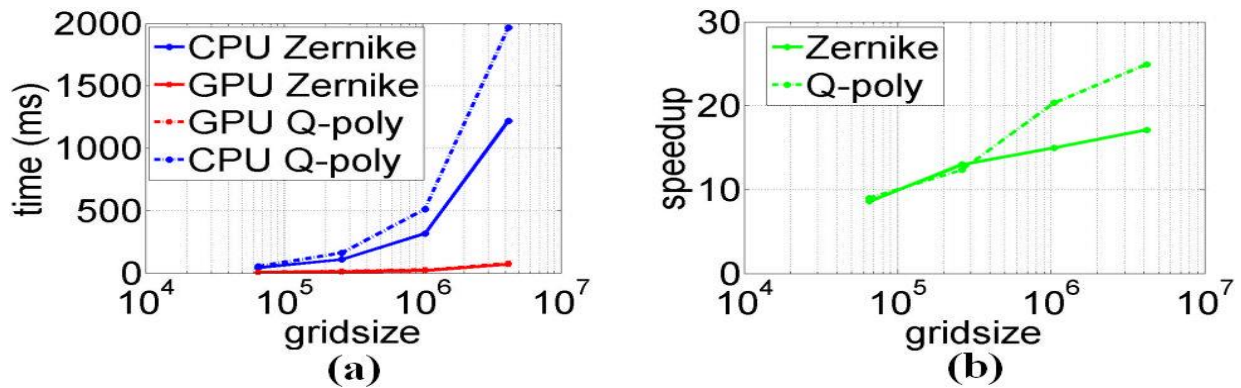 2000
1500
1000
500
0
time (ms)
CPU Zernike
GPU Zernike
GPU Q-poly
CPU Q-poly
10^4
10^5
10^6
10^7
gridsize
(a)
30
20
10
0
speedup
Zernike
Q-poly
10^4
10^5
10^6
10^7
gridsize
(b)